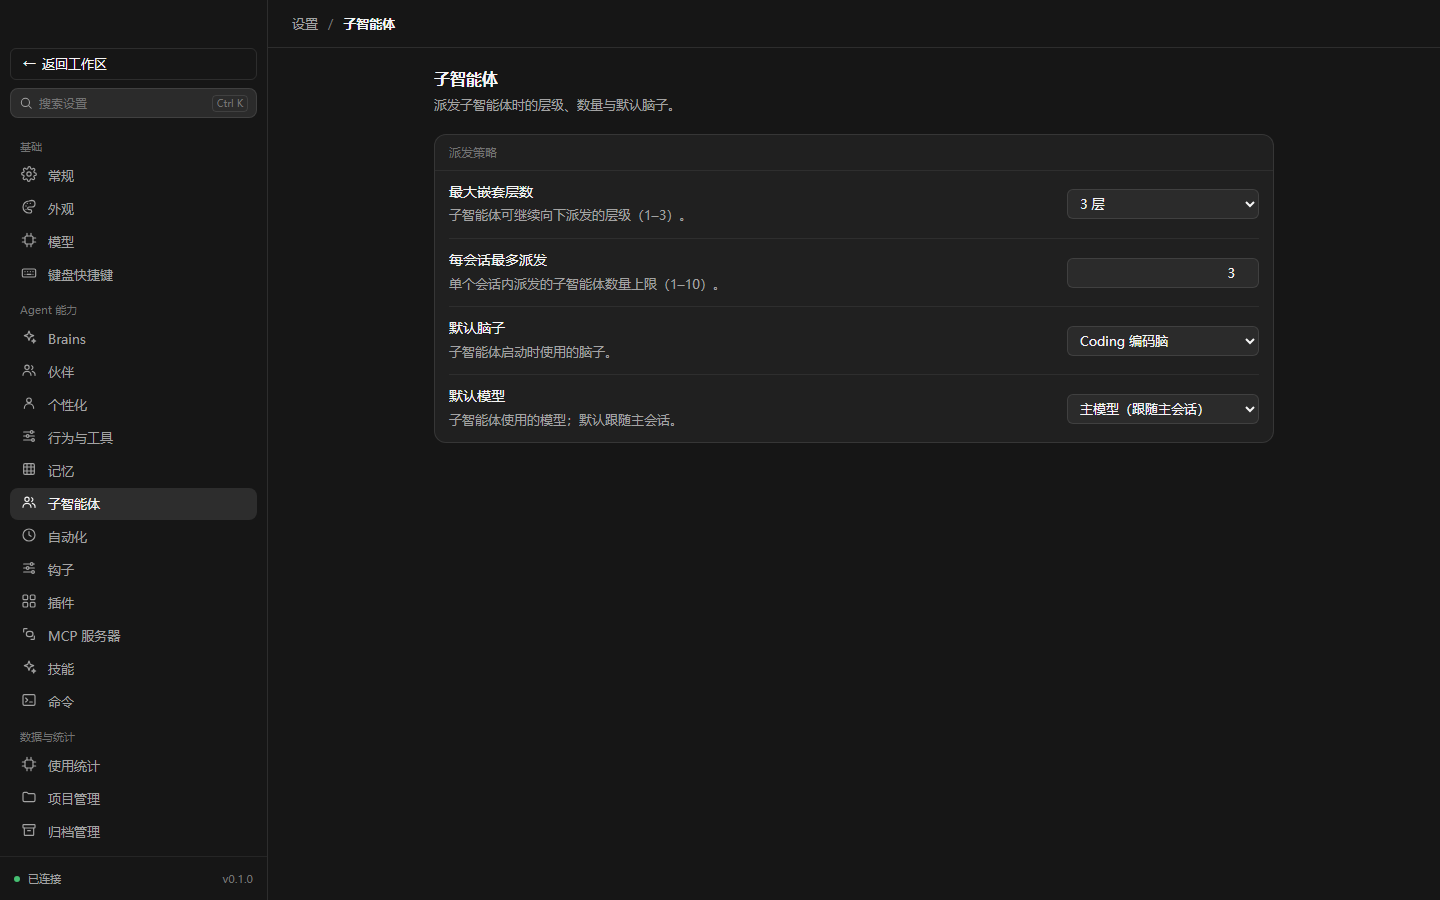 设置 / 子智能体
← 返回工作区
搜索设置 Ctrl K
基础
常规
外观
模型
键盘快捷键
Agent 能力
Brains
伙伴
个性化
行为与工具
记忆
子智能体
自动化
钩子
插件
MCP 服务器
技能
命令
数据与统计
使用统计
项目管理
归档管理
已连接 v0.1.0
子智能体
派发子智能体时的层级、数量与默认脑子。
派发策略
最大嵌套层数
子智能体可继续向下派发的层级（1–3）。
3 层
每会话最多派发
单个会话内派发的子智能体数量上限（1–10）。
3
默认脑子
子智能体启动时使用的脑子。
Coding 编码脑
默认模型
子智能体使用的模型；默认跟随主会话。
主模型（跟随主会话）